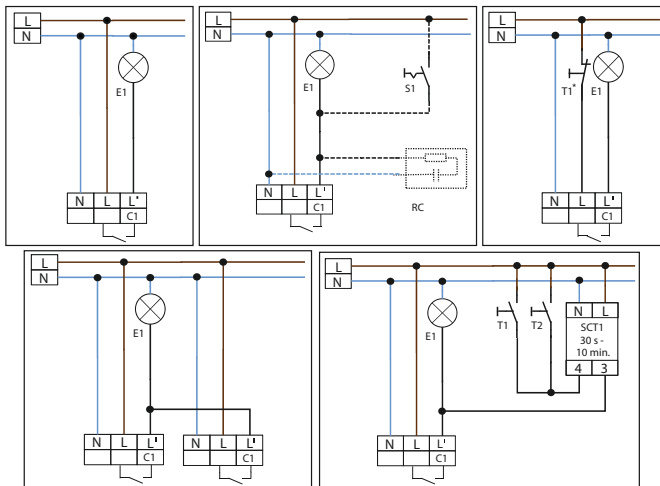 L
N
E1
N L L'
C1
L
N
E1
S1
RC
N L L'
C1
L
N
T1* E1
N L L'
C1
L
N
E1
N L L'
C1
N L L'
C1
L
N
E1
T1 T2
N L
SCT1
30 s -
10 min.
4 3
N L L'
C1